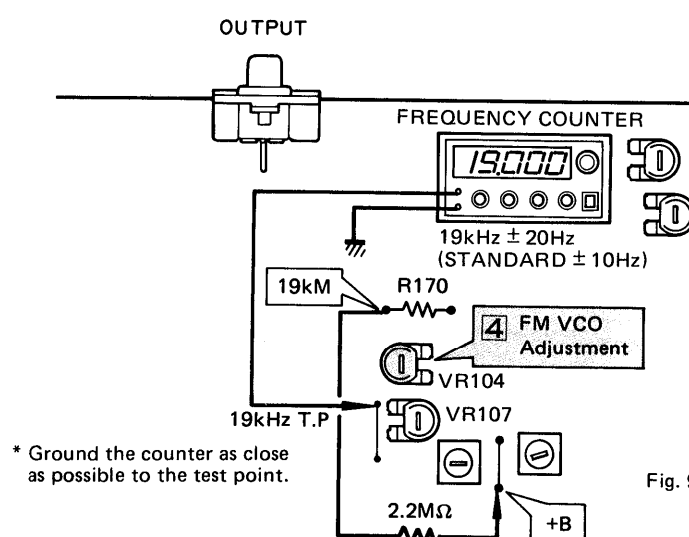 OUTPUT
FREQUENCY COUNTER
19.000
19kHz ± 20Hz
(STANDARD ± 10Hz)
19kM
R170
4 FM VCO
Adjustment
VR104
19kHz T.P
VR107
* Ground the counter as close
as possible to the test point.
Fig. 9
2.2MΩ
+B